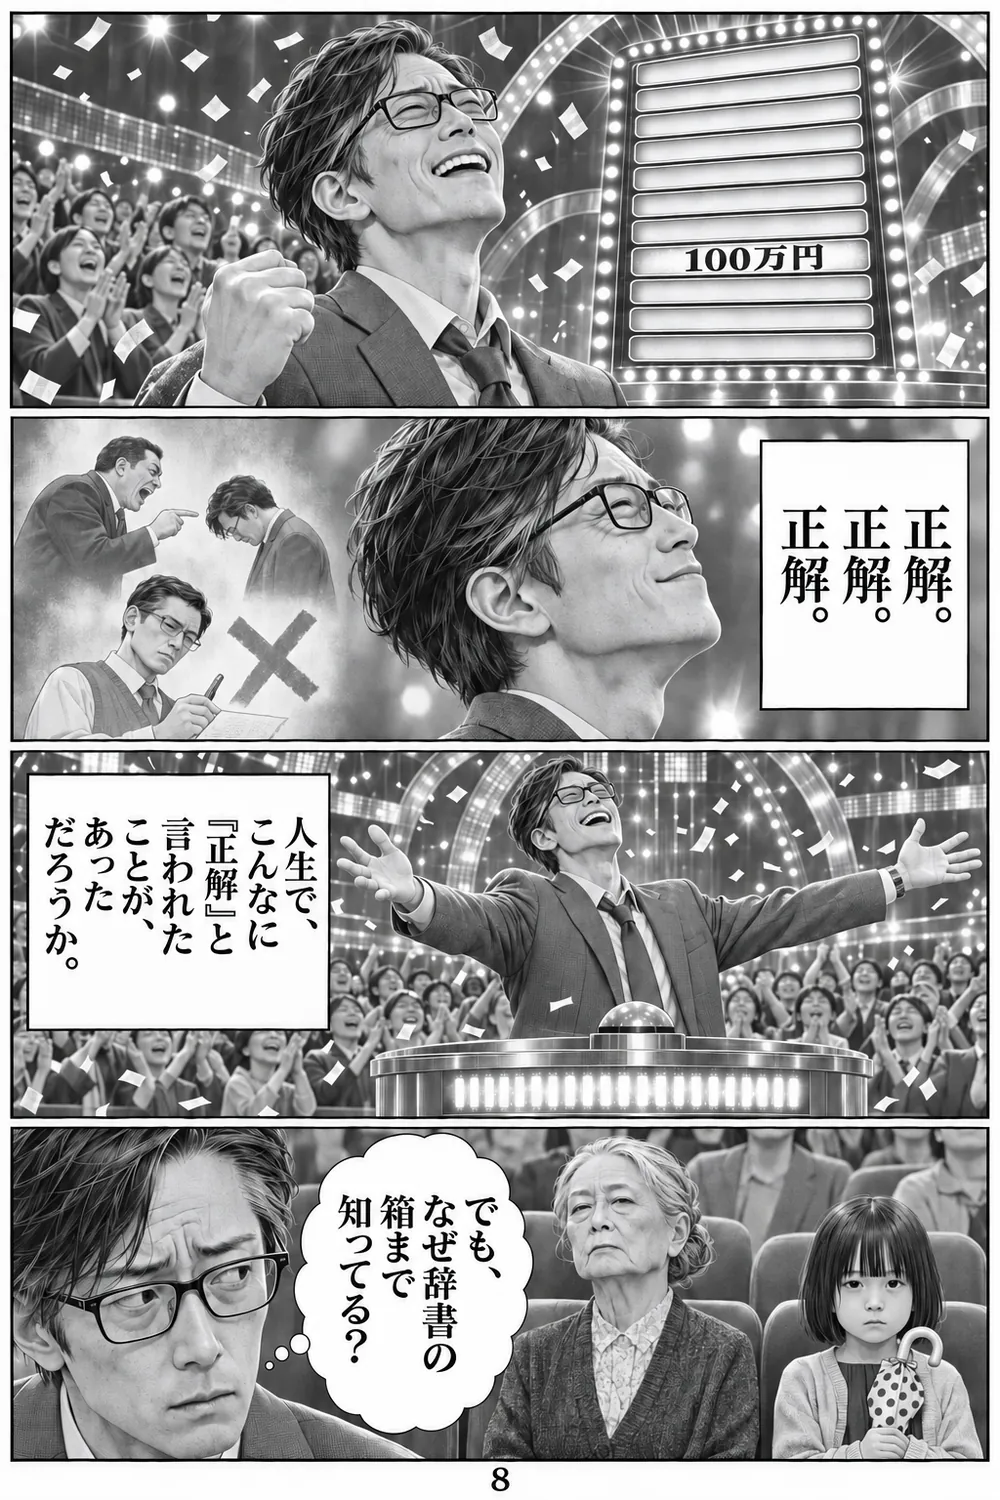 100万円
正解。
正解。
正解。
人生で、
こんなに
『正解』と
言われた
ことが、
あった
だろうか。
でも、
なぜ辞書の
箱まで
知ってる？
8